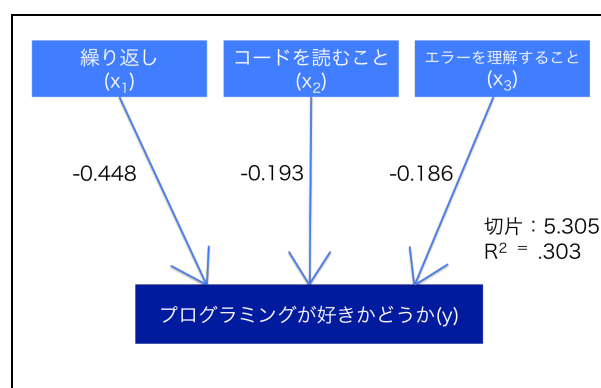 繰り返し
(x₁)
コードを読むこと
(x₂)
エラーを理解すること
(x₃)
-0.448
-0.193
-0.186
切片：5.305
R² = .303
プログラミングが好きかどうか(y)